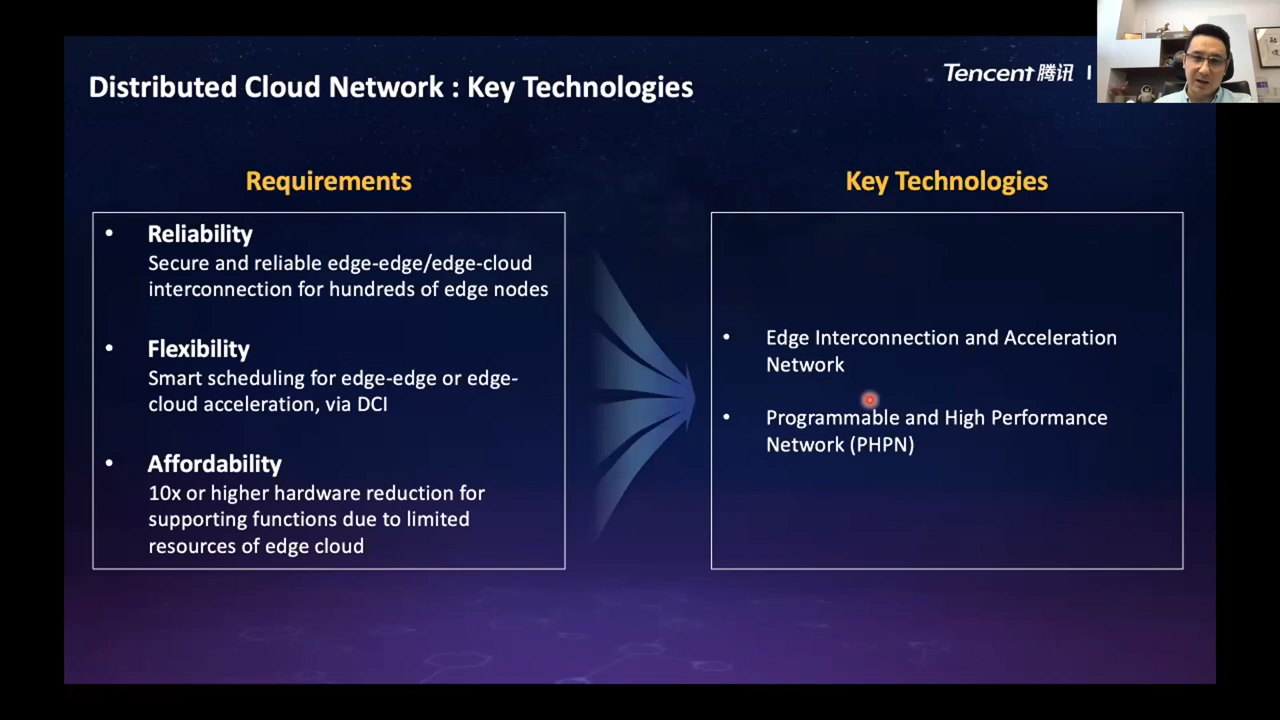 Distributed Cloud Network : Key Technologies
Tencent 腾讯 |
Requirements
• Reliability
Secure and reliable edge-edge/edge-cloud
interconnection for hundreds of edge nodes
• Flexibility
Smart scheduling for edge-edge or edge-
cloud acceleration, via DCI
• Affordability
10x or higher hardware reduction for
supporting functions due to limited
resources of edge cloud
Key Technologies
• Edge Interconnection and Acceleration
Network
• Programmable and High Performance
Network (PHPN)